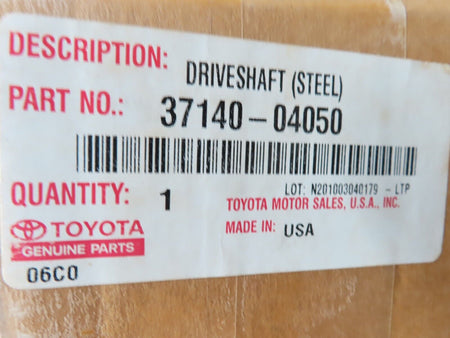 DESCRIPTION: DRIVESHAFT (STEEL)
PART NO.: 37140-04050
QUANTITY: 1
LOT: N201003040179 - LTP
TOYOTA MOTOR SALES, U.S.A., INC.
TOYOTA
GENUINE PARTS
MADE IN: USA
06C0